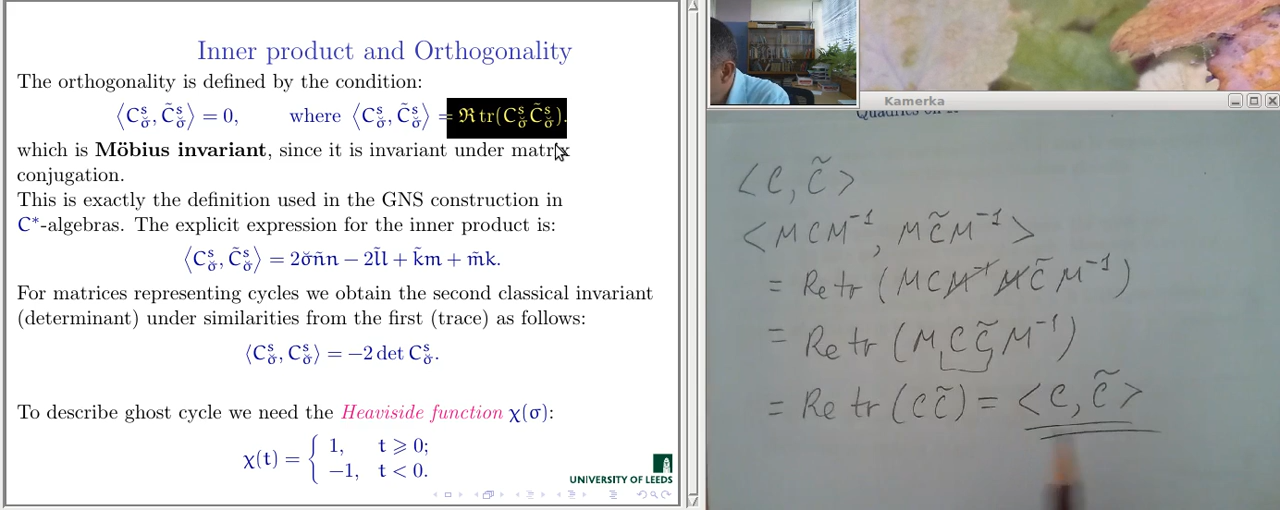 Inner product and Orthogonality
The orthogonality is defined by the condition:
⟨C^s_σ̆, C̃^s_σ̆⟩ = 0, where ⟨C^s_σ̆, C̃^s_σ̆⟩ = ℜ tr(C^s_σ̆ C̃^s_σ̆).
which is Möbius invariant, since it is invariant under matrix
conjugation.
This is exactly the definition used in the GNS construction in
C*-algebras. The explicit expression for the inner product is:
⟨C^s_σ̆, C̃^s_σ̆⟩ = 2σ̆ñn − 2l̃l + k̃m + m̃k.
For matrices representing cycles we obtain the second classical invariant
(determinant) under similarities from the first (trace) as follows:
⟨C^s_σ̆, C^s_σ̆⟩ = −2 det C^s_σ̆.
To describe ghost cycle we need the Heaviside function χ(σ):
χ(t) = { 1, t ⩾ 0;
−1, t < 0.
UNIVERSITY OF LEEDS
Kamerka
<C, C̃>
<MCM⁻¹, MC̃M⁻¹>
= Re tr (MCM⁻¹ MC̃M⁻¹)
= Re tr (MCC̃M⁻¹)
= Re tr (CC̃) = <C, C̃>